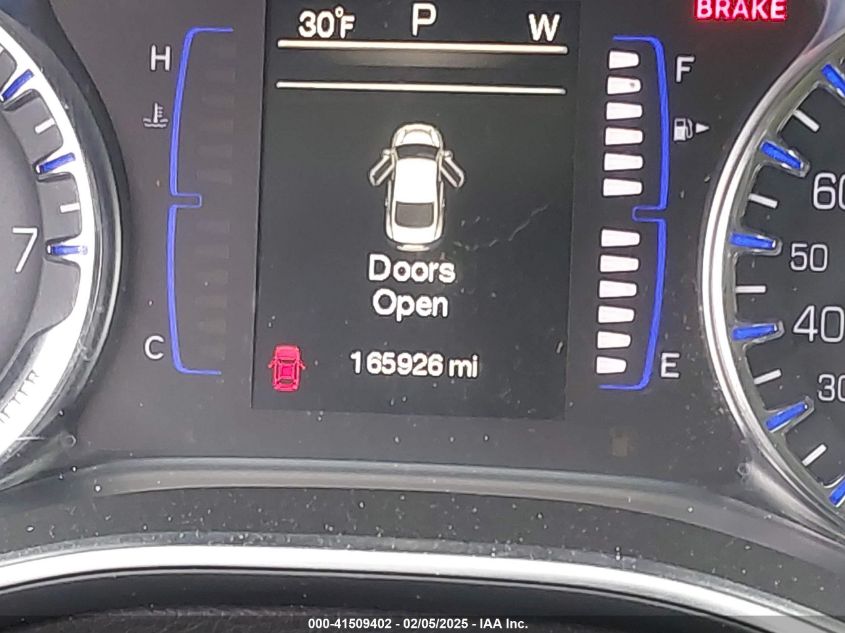 30°F P W
BRAKE
H
F
7
60
50
Doors
Open
40
C
165926 mi
E
30
000-41509402 - 02/05/2025 - IAA Inc.